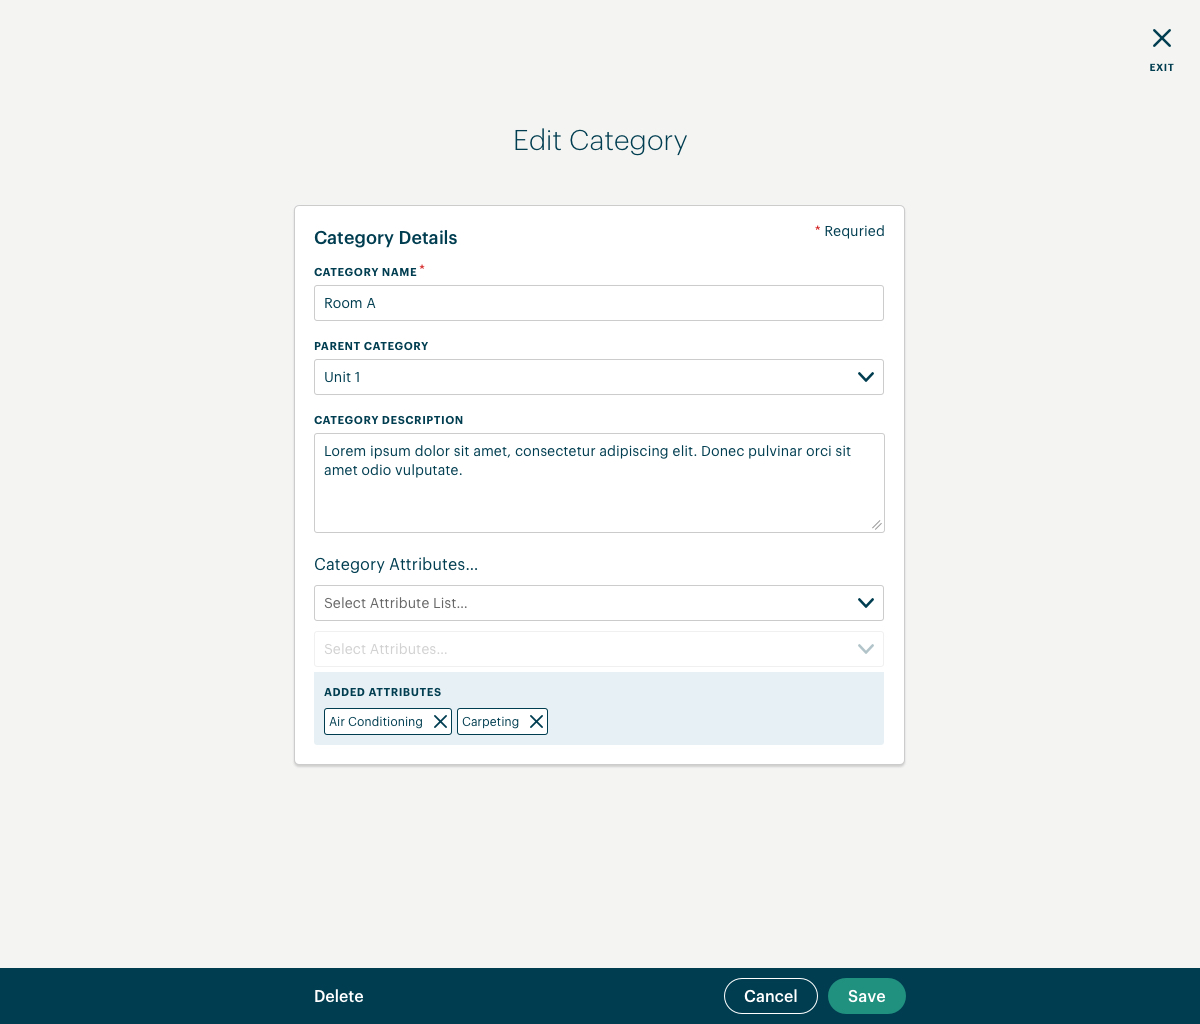 EXIT
Edit Category
Category Details
* Requried
CATEGORY NAME *
Room A
PARENT CATEGORY
Unit 1
CATEGORY DESCRIPTION
Lorem ipsum dolor sit amet, consectetur adipiscing elit. Donec pulvinar orci sit
amet odio vulputate.
Category Attributes...
Select Attribute List...
Select Attributes...
ADDED ATTRIBUTES
Air Conditioning
Carpeting
Delete
Cancel
Save